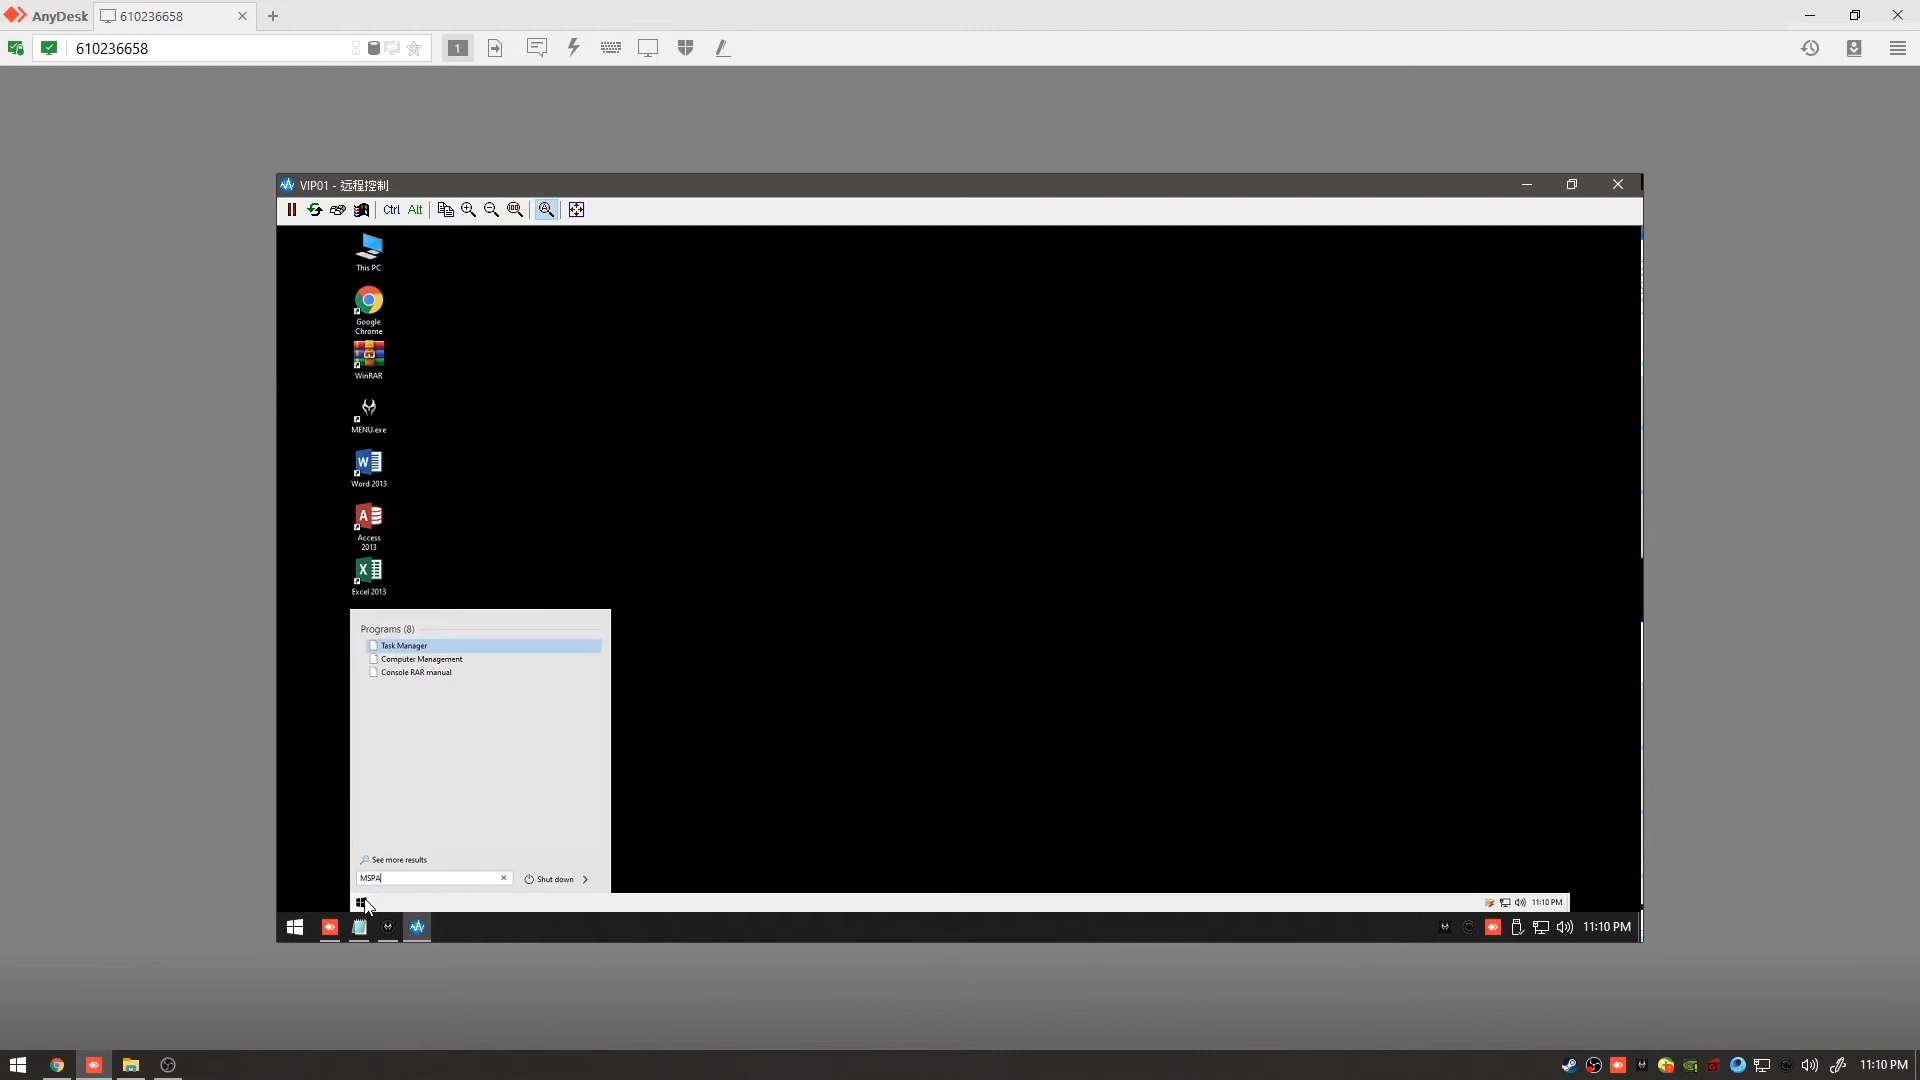 AnyDesk
610236658
610236658
1
VIP01 - 远程控制
Ctrl Alt
This PC
Google
Chrome
WinRAR
MENU.exe
Word 2013
Access
2013
Excel 2013
Programs (8)
Task Manager
Computer Management
Console RAR manual
See more results
MSPA
Shut down
11:10 PM
11:10 PM
11:10 PM